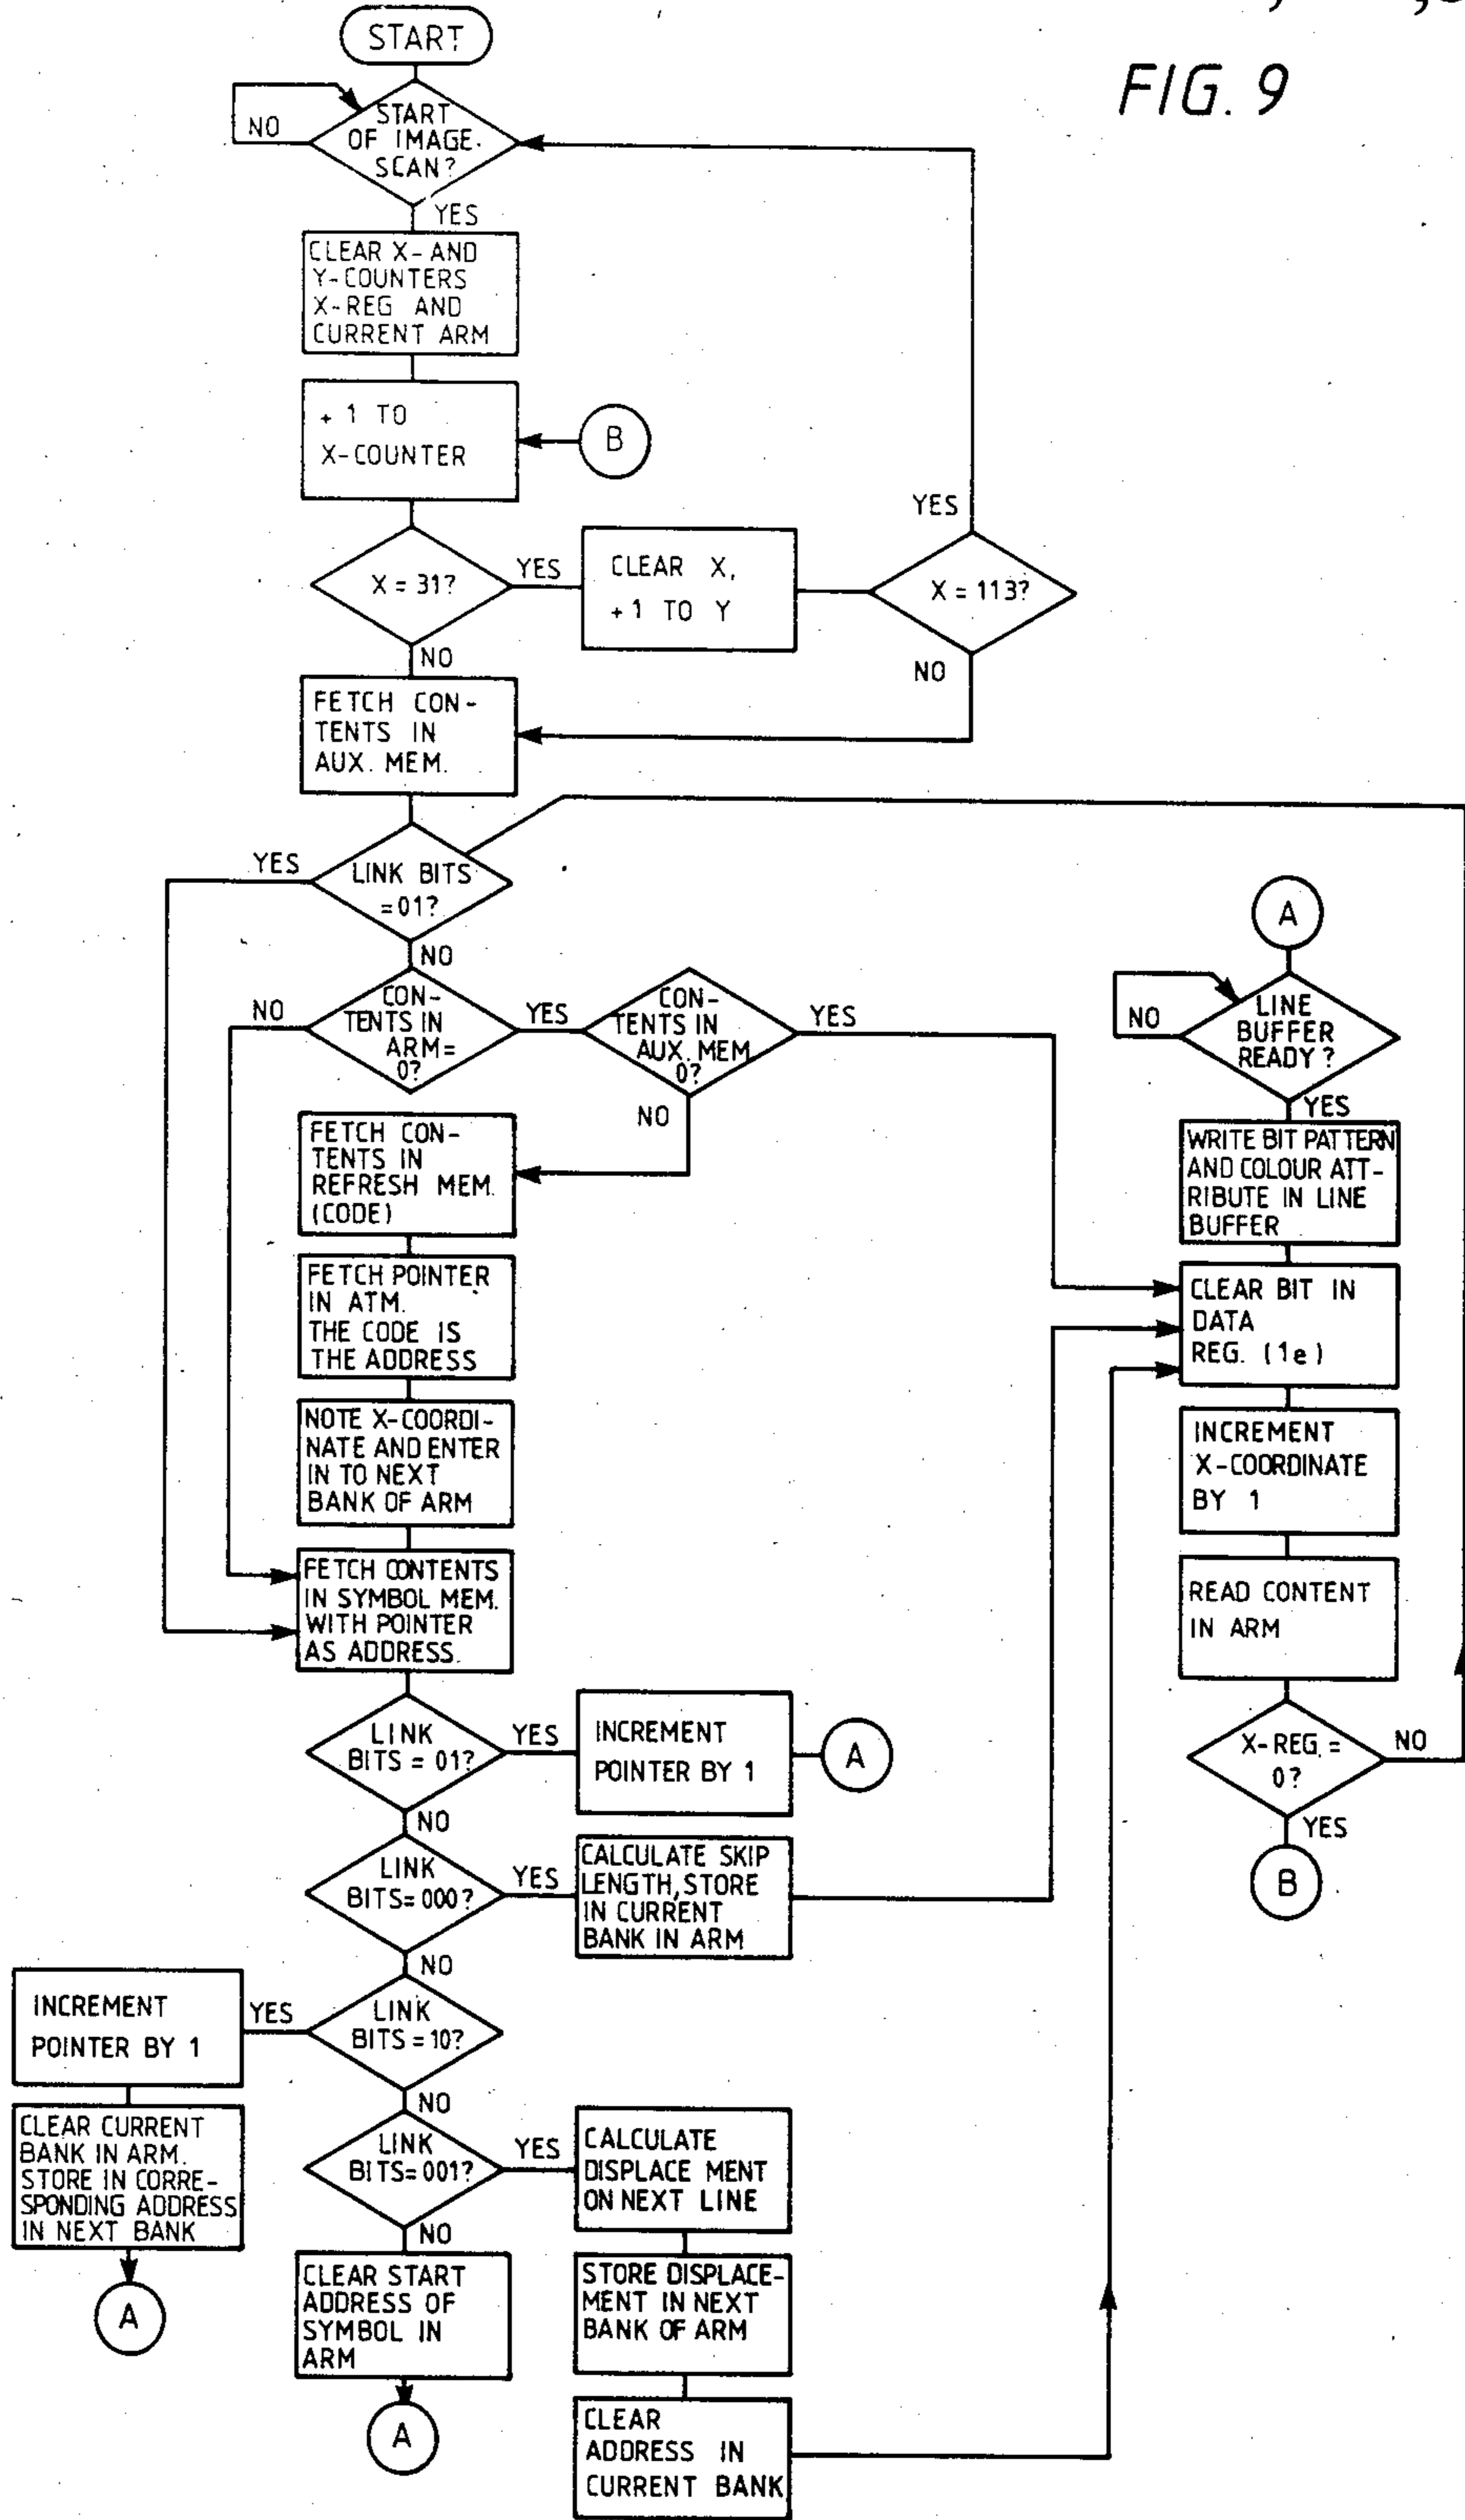 FIG. 9
START
START
OF IMAGE
SCAN?
NO
YES
CLEAR X- AND
Y-COUNTERS
X-REG AND
CURRENT ARM
+ 1 TO
X-COUNTER
B
X = 31?
YES
NO
CLEAR X,
+ 1 TO Y
X = 113?
YES
NO
FETCH CON-
TENTS IN
AUX. MEM.
LINK BITS
=01?
YES
NO
CON-
TENTS IN
ARM=
0?
NO
YES
CON-
TENTS IN
AUX. MEM
0?
YES
NO
FETCH CON-
TENTS IN
REFRESH MEM.
(CODE)
FETCH POINTER
IN ATM.
THE CODE IS
THE ADDRESS
NOTE X-COORDI-
NATE AND ENTER
IN TO NEXT
BANK OF ARM
FETCH CONTENTS
IN SYMBOL MEM.
WITH POINTER
AS ADDRESS.
LINK
BITS = 01?
YES
NO
INCREMENT
POINTER BY 1
A
LINK
BITS=000?
YES
NO
CALCULATE SKIP
LENGTH, STORE
IN CURRENT
BANK IN ARM
LINK
BITS = 10?
YES
NO
INCREMENT
POINTER BY 1
CLEAR CURRENT
BANK IN ARM.
STORE IN CORRE-
SPONDING ADDRESS
IN NEXT BANK
A
LINK
BITS=001?
YES
NO
CALCULATE
DISPLACE MENT
ON NEXT LINE
STORE DISPLACE-
MENT IN NEXT
BANK OF ARM
CLEAR
ADDRESS IN
CURRENT BANK
CLEAR START
ADDRESS OF
SYMBOL IN
ARM
A
A
LINE
BUFFER
READY?
NO
YES
WRITE BIT PATTERN
AND COLOUR ATT-
RIBUTE IN LINE
BUFFER
CLEAR BIT IN
DATA
REG. (1e)
INCREMENT
X-COORDINATE
BY 1
READ CONTENT
IN ARM
X-REG. =
0?
NO
YES
B